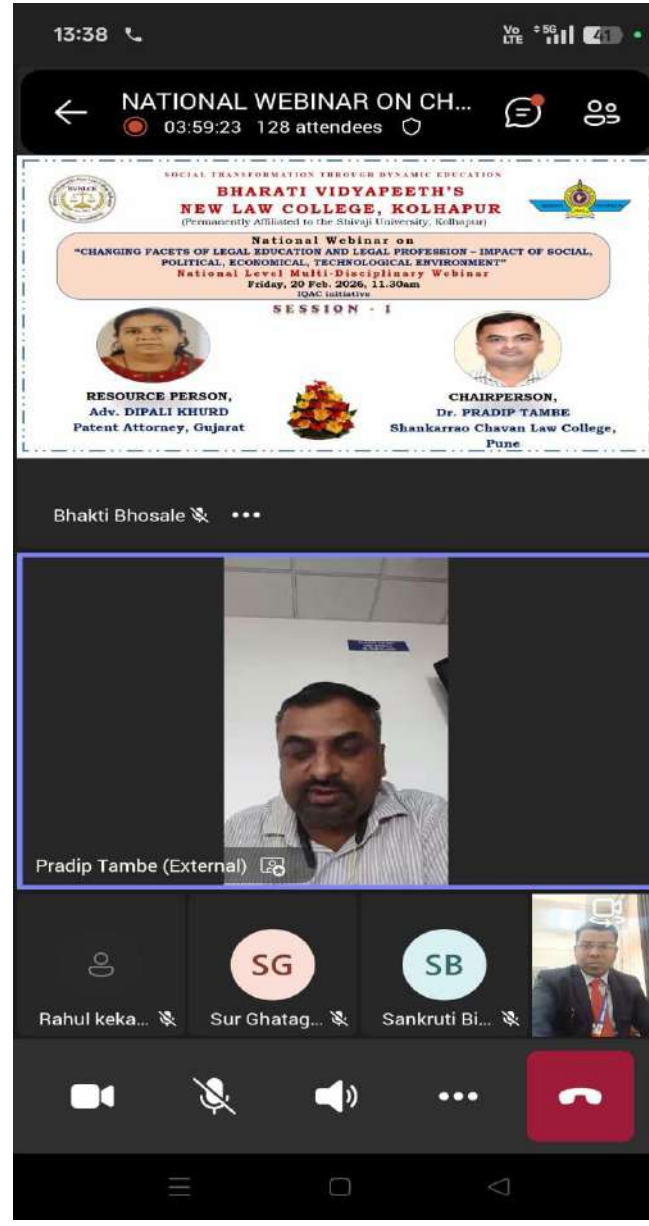 13:38
Vo LTE 5G 41
NATIONAL WEBINAR ON CH...
03:59:23 128 attendees
SOCIAL TRANSFORMATION THROUGH DYNAMIC EDUCATION
BHARATI VIDYAPEETH'S
NEW LAW COLLEGE, KOLHAPUR
(Permanently Affiliated to the Shivaji University, Kolhapur)
National Webinar on
"CHANGING FACETS OF LEGAL EDUCATION AND LEGAL PROFESSION – IMPACT OF SOCIAL,
POLITICAL, ECONOMICAL, TECHNOLOGICAL ENVIRONMENT"
National Level Multi-Disciplinary Webinar
Friday, 20 Feb. 2026, 11.30am
IQAC initiative
SESSION - I
RESOURCE PERSON,
Adv. DIPALI KHURD
Patent Attorney, Gujarat
CHAIRPERSON,
Dr. PRADIP TAMBE
Shankarrao Chavan Law College,
Pune
Bhakti Bhosale
Pradip Tambe (External)
SG
SB
Rahul keka...
Sur Ghatag...
Sankruti Bi...